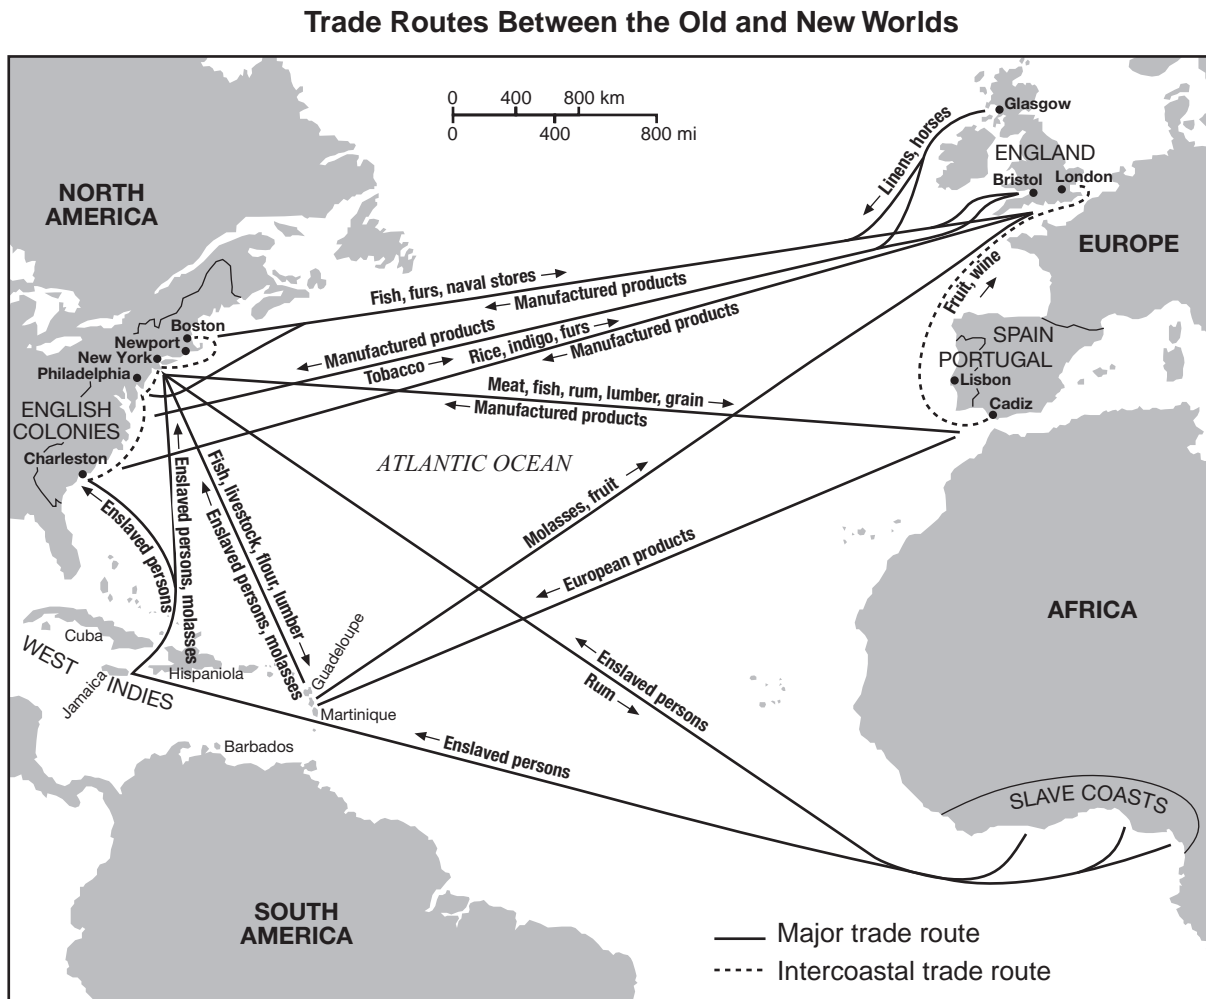 Trade Routes Between the Old and New Worlds
0 400 800 km
0 400 800 mi
Glasgow
ENGLAND
Bristol
London
Linens, horses
NORTH
AMERICA
EUROPE
Fruit, wine
Fish, furs, naval stores
Manufactured products
Boston
Newport
New York
Philadelphia
Manufactured products
Rice, indigo, furs
Manufactured products
Tobacco
SPAIN
PORTUGAL
Lisbon
Cadiz
Meat, fish, rum, lumber, grain
Manufactured products
ENGLISH
COLONIES
Charleston
ATLANTIC OCEAN
Enslaved persons
Enslaved persons, molasses
Fish, livestock, flour, lumber
Enslaved persons, molasses
Molasses, fruit
European products
AFRICA
WEST
INDIES
Cuba
Jamaica
Hispaniola
Guadeloupe
Martinique
Barbados
Enslaved persons
Rum
Enslaved persons
SLAVE COASTS
SOUTH
AMERICA
Major trade route
Intercoastal trade route